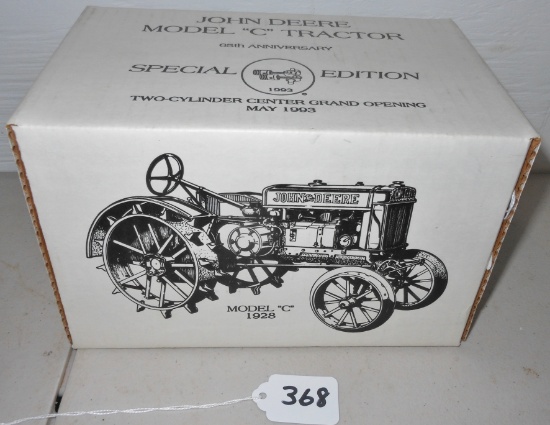 JOHN DEERE
MODEL "C" TRACTOR
65th ANNIVERSARY
SPECIAL EDITION
1993
TWO-CYLINDER CENTER GRAND OPENING
MAY 1993
JOHN DEERE
MODEL "C"
1928
368